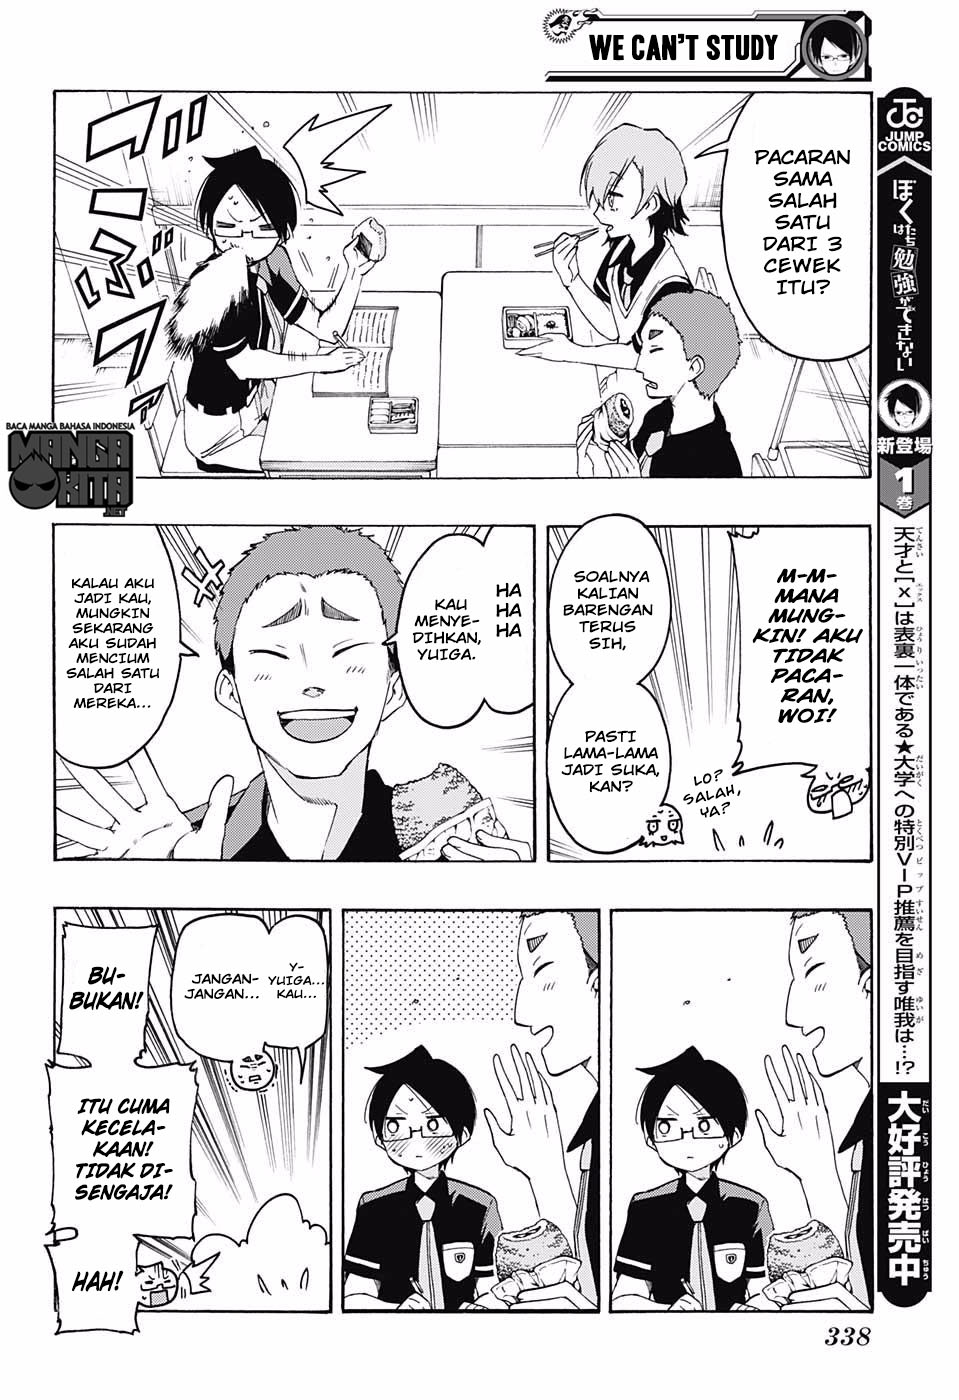 WE CAN'T STUDY
PACARAN
SAMA
SALAH
SATU
DARI 3
CEWEK
ITU?
BACA MANGA BAHASA INDONESIA
MANGA
KITA
.NET
M-M-
MANA
MUNG-
KIN! AKU
TIDAK
PACA-
RAN,
WOI!
SOALNYA
KALIAN
BARENGAN
TERUS
SIH,
PASTI
LAMA-LAMA
JADI SUKA,
KAN?
LO?
SALAH,
YA?
HA
HA
HA
KAU
MENYE-
DIHKAN,
YUIGA.
KALAU AKU
JADI KAU,
MUNGKIN
SEKARANG
AKU SUDAH
MENCIUM
SALAH SATU
DARI
MEREKA...
Y-
YUIGA...
KAU...
JANGAN-
JANGAN...
BU-
BUKAN!
ITU CUMA
KECELA-
KAAN!
TIDAK DI-
SENGAJA!
HAH!
JUMP
COMICS
ぼくたちは勉強ができない
新登場
1
巻
天才と[x]は表裏一体である★大学への特別VIP推薦を目指す唯我は…!?
大好評発売中
338